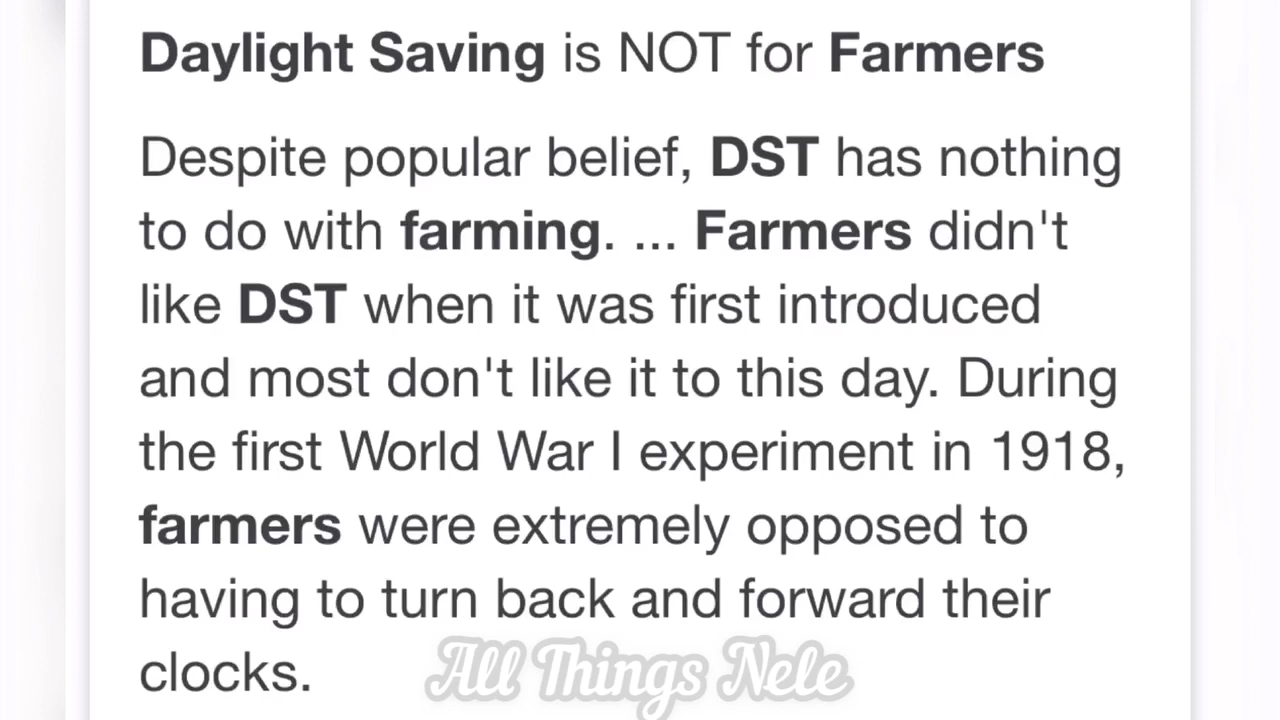 Daylight Saving is NOT for Farmers
Despite popular belief, DST has nothing
to do with farming. ... Farmers didn't
like DST when it was first introduced
and most don't like it to this day. During
the first World War I experiment in 1918,
farmers were extremely opposed to
having to turn back and forward their
clocks.
All Things Nele